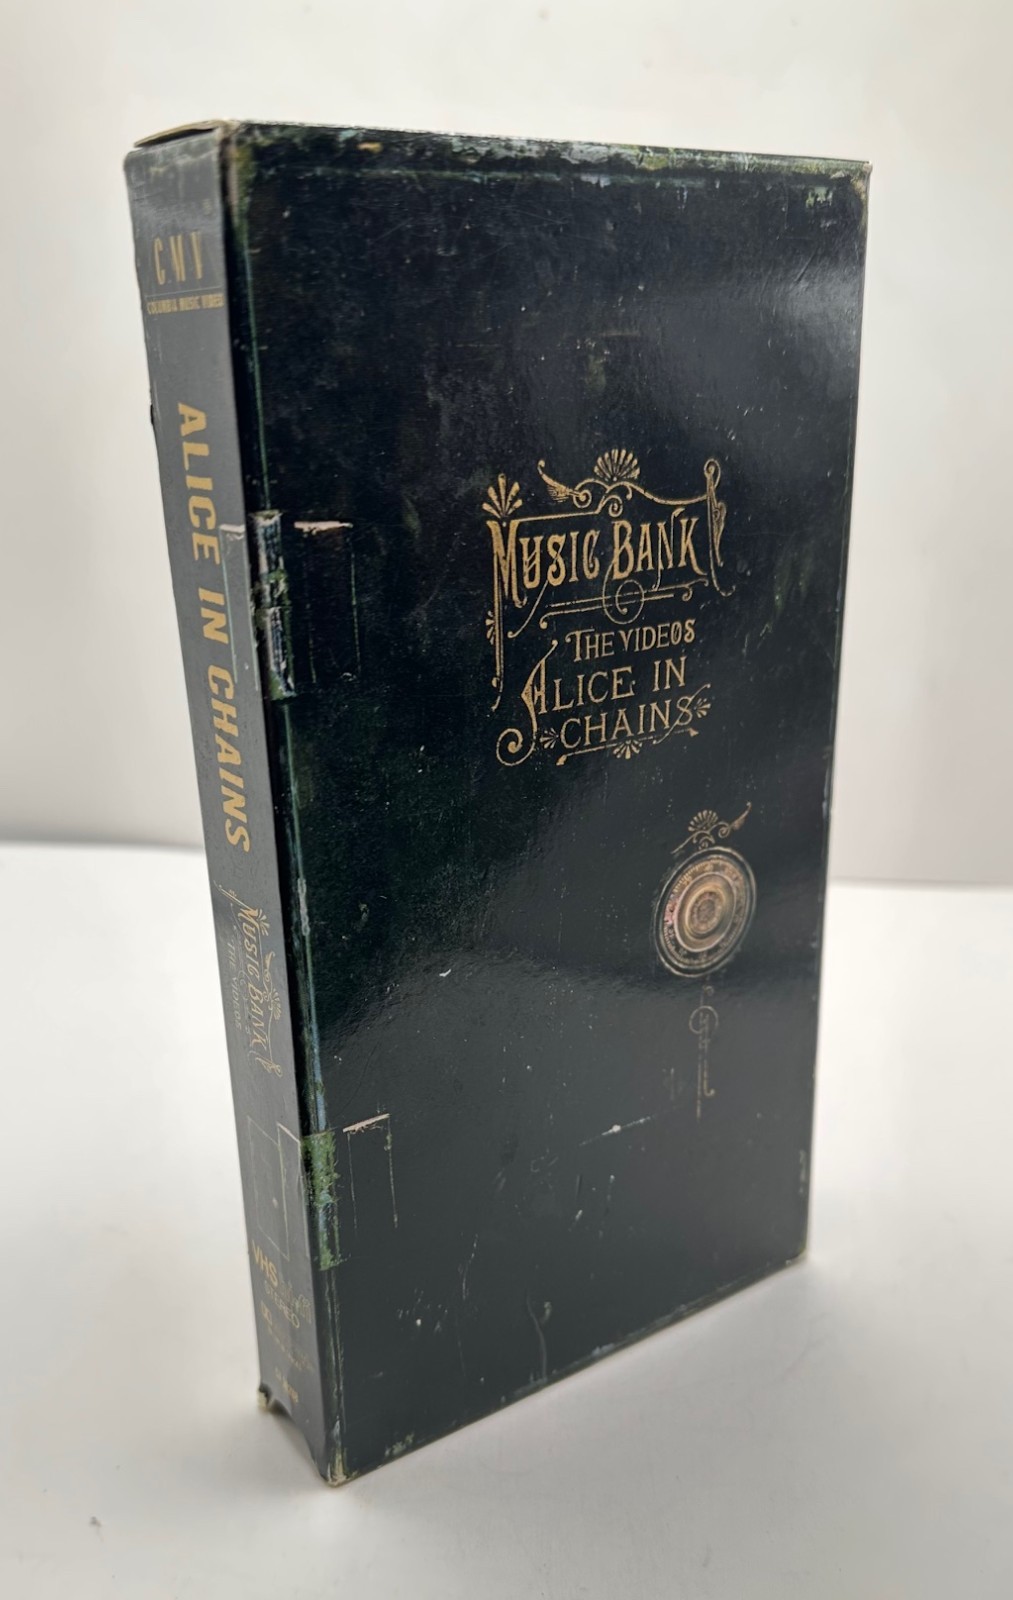 CMV
COLUMBIA MUSIC VIDEO
ALICE IN CHAINS
MUSIC BANK
THE VIDEOS
VHS
STEREO
MUSIC BANK
THE VIDEOS
ALICE IN
CHAINS